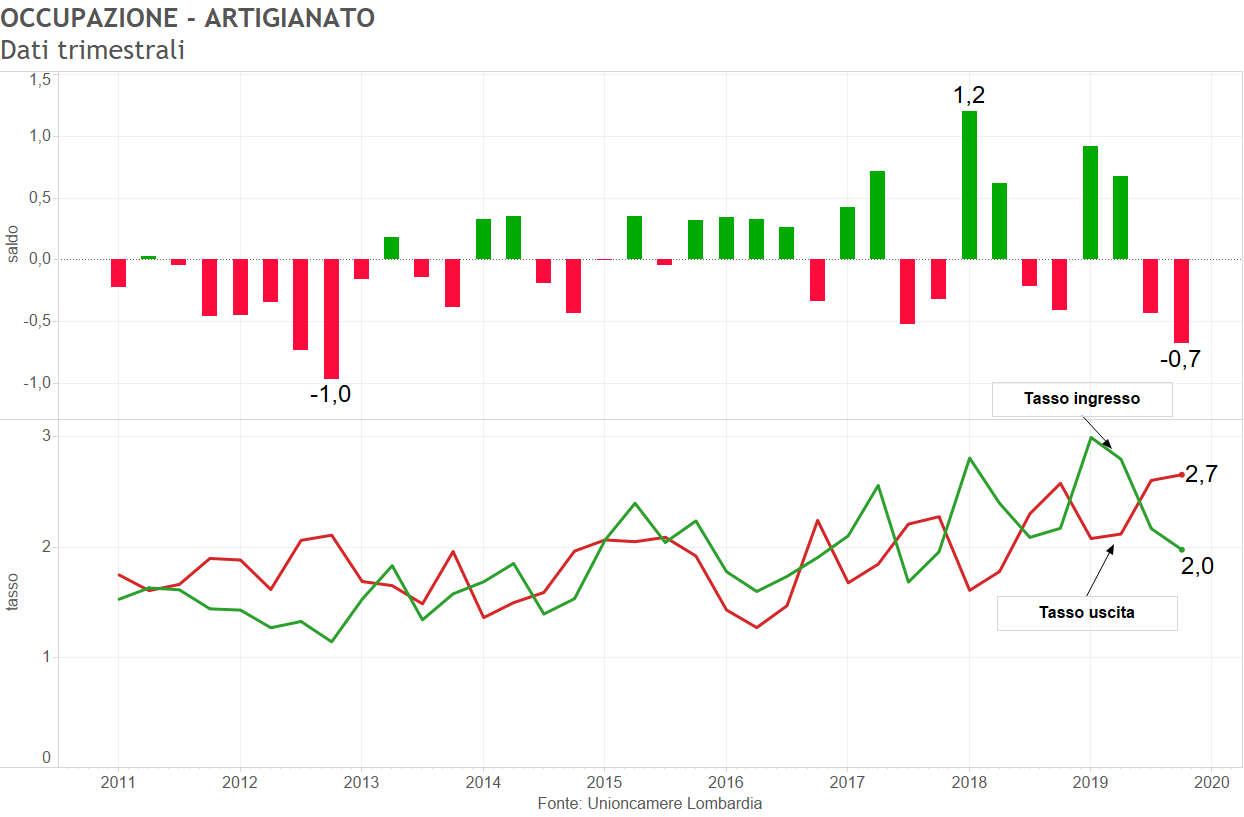 OCCUPAZIONE - ARTIGIANATO
Dati trimestrali
1,5
1,0
0,5
0,0
-0,5
-1,0
saldo
1,2
-1,0
-0,7
Tasso ingresso
3
2
1
0
tasso
2,7
2,0
Tasso uscita
2011 2012 2013 2014 2015 2016 2017 2018 2019 2020
Fonte: Unioncamere Lombardia